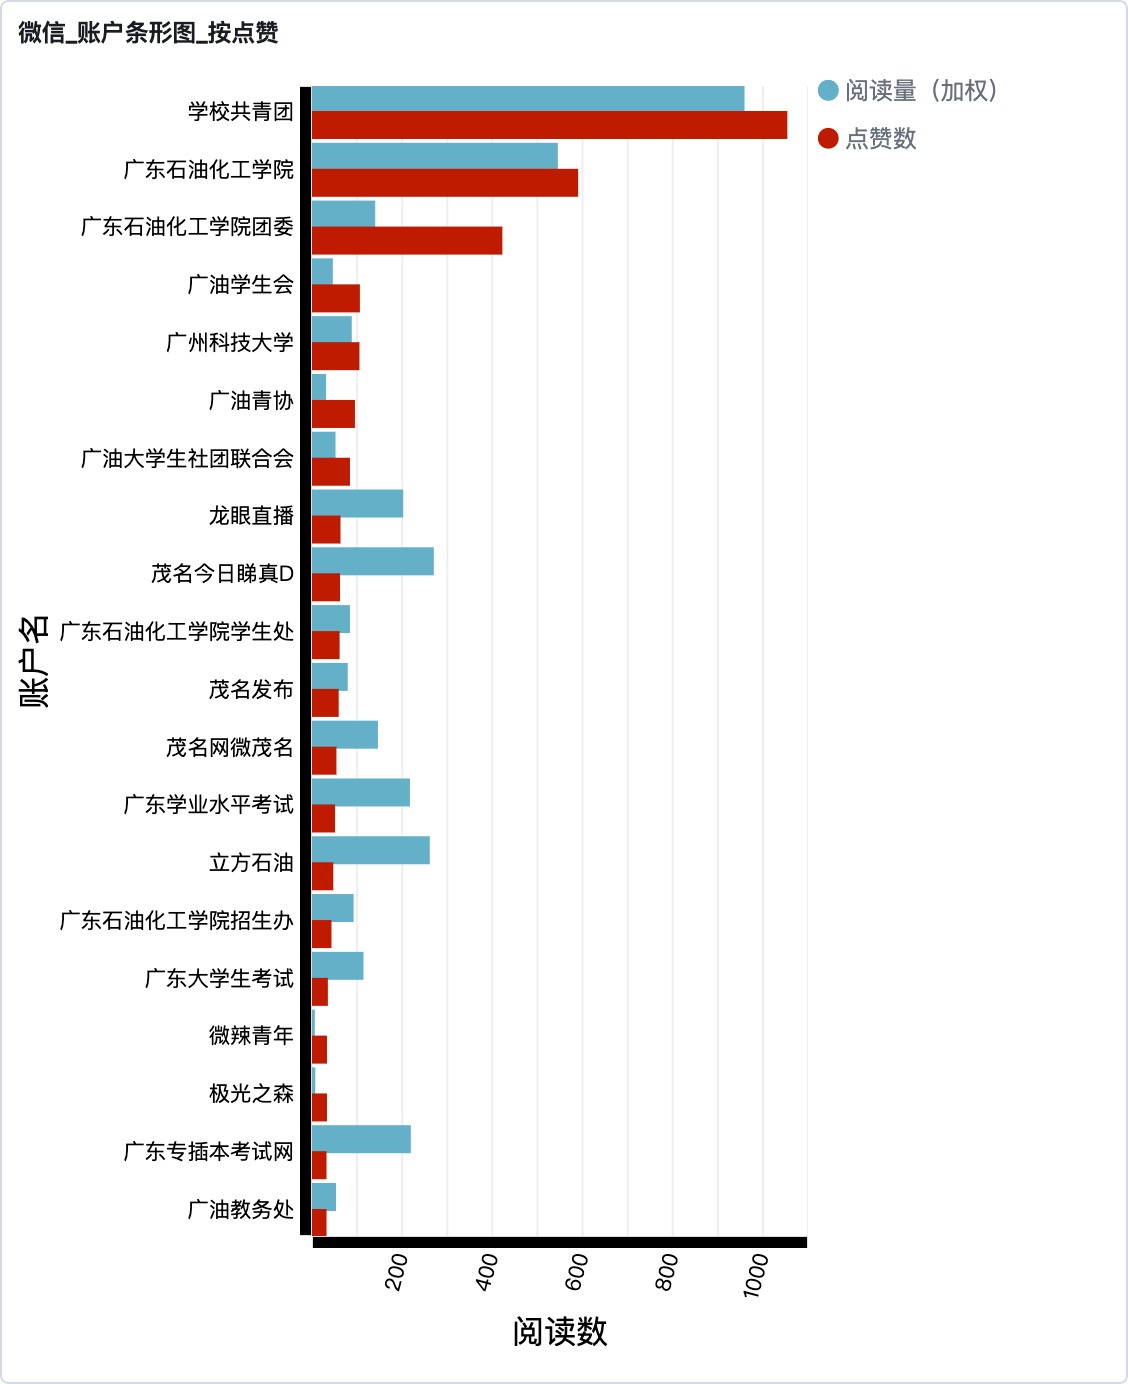 微信_账户条形图_按点赞
阅读量（加权）
点赞数
学校共青团
广东石油化工学院
广东石油化工学院团委
广油学生会
广州科技大学
广油青协
广油大学生社团联合会
龙眼直播
茂名今日睇真D
广东石油化工学院学生处
茂名发布
茂名网微茂名
广东学业水平考试
立方石油
广东石油化工学院招生办
广东大学生考试
微辣青年
极光之森
广东专插本考试网
广油教务处
账户名
200
400
600
800
1000
阅读数